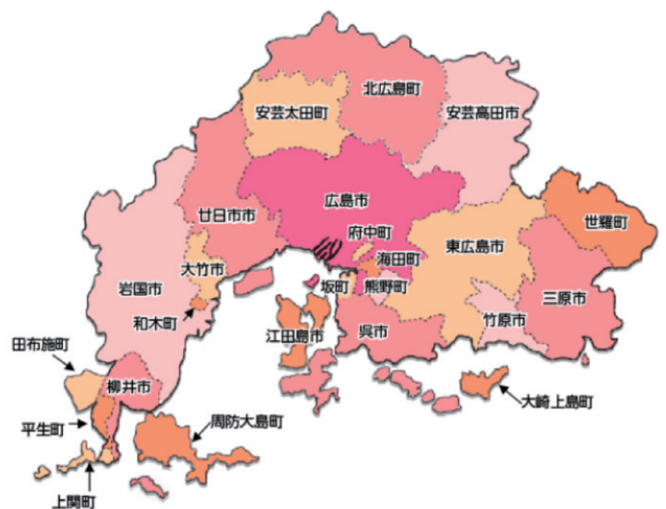 北広島町
安芸太田町
安芸高田市
広島市
廿日市市
世羅町
府中町
東広島市
海田町
大竹市
岩国市
坂町
熊野町
三原市
竹原市
和木町
江田島市
呉市
田布施町
柳井市
大崎上島町
周防大島町
平生町
上関町